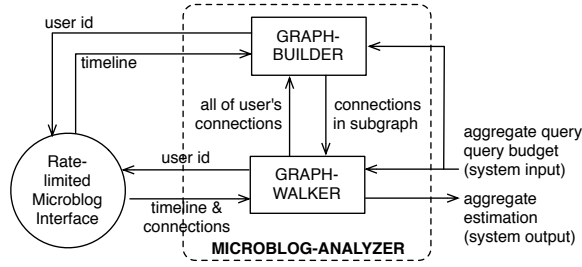 user id
GRAPH-
BUILDER
timeline
all of user's
connections
connections
in subgraph
aggregate query
query budget
(system input)
user id
Rate-
limited
Microblog
Interface
GRAPH-
WALKER
timeline &
connections
aggregate
estimation
(system output)
MICROBLOG-ANALYZER